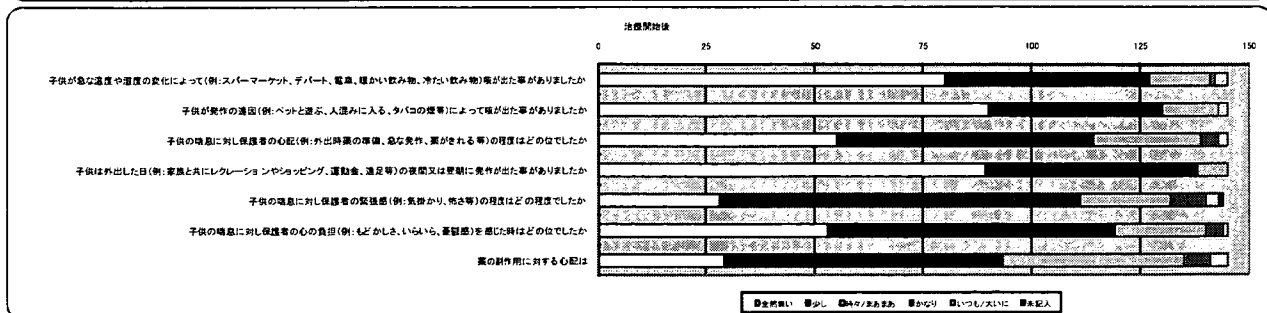 治療開始後
0 25 50 75 100 125 150
子供が急な温度や湿度の変化によって(例:スパーマーケット、デパート、電車、暖かい飲み物、冷たい飲み物)咳が出た事がありましたか
子供が発作の誘因(例:ペットと遊ぶ、人混みに入る、タバコの煙等)によって咳が出た事がありましたか
子供の喘息に対し保護者の心配(例:外出時薬の準備、急な発作、薬がきれる等)の程度はどの位でしたか
子供は外出した日(例:家族と共にレクレーションやショッピング、運動会、遠足等)の夜間又は翌朝に発作が出た事がありましたか
子供の喘息に対し保護者の緊張感(例:気掛かり、怖さ等)の程度はどの程度でしたか
子供の喘息に対し保護者の心の負担(例:もどかしさ、いらいら、憂鬱感)を感じた時はどの位でしたか
薬の副作用に対する心配は
全然無い 少し 時々/まあまあ かなり いつも/大いに 未記入